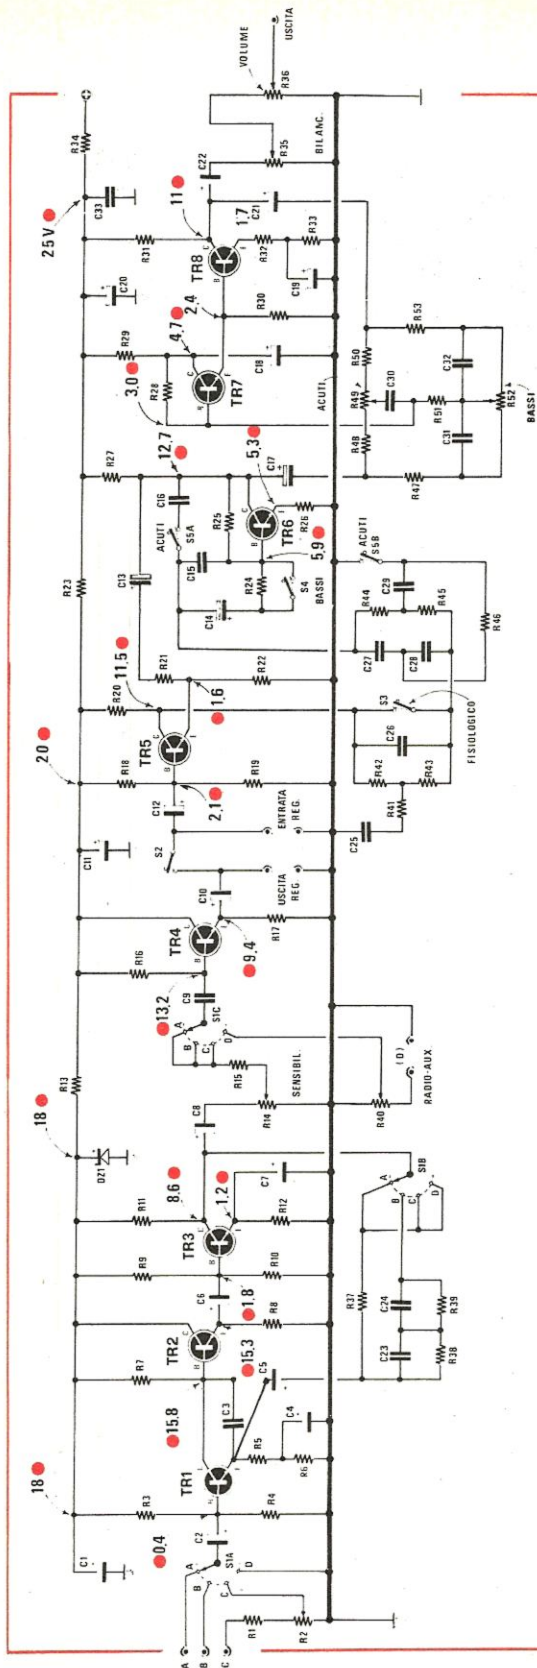 A
B
C
R1
R2
S1A
A
B
C
D
C1
0,4
C2
18
R3
R4
B
TR1
15,8
C3
R5
R6
C4
C5
15,3
R7
TR2
B
R8
C6
1,8
R9
R10
TR3
R11
8,6
1,2
R12
C7
C8
DZ1
18
R13
R14
SENSIBIL.
R15
S1C
A
B
C
D
C9
13,2
R16
TR4
B
9,4
R17
C10
S2
USCITA
REG.
ENTRATA
REG.
C11
C12
20
2,1
R18
R19
TR5
B
C
R20
11,5
1,6
R21
R22
R23
C13
C14
R24
S4
BASSI
C15
S5A
ACUTI
C16
R25
5,9
TR6
B
C
R26
5,3
C17
12,7
R27
3,0
R28
R29
4,7
TR7
C
C18
2,4
R30
C20
TR8
B
C
R31
11
1,7
R32
R33
C19
C21
C22
25V
C33
R34
R35
BILANC.
R36
VOLUME
USCITA
R37
C23
C24
R38
R39
S1B
A
B
C
D
R40
(D)
RADIO-AUX
C25
R41
R42
R43
C26
S3
FISIOLOGICO
C27
C28
R44
R45
C29
R46
S5B
ACUTI
R47
R48
R49
R50
ACUTI
C30
R51
C31
C32
R52
R53
BASSI